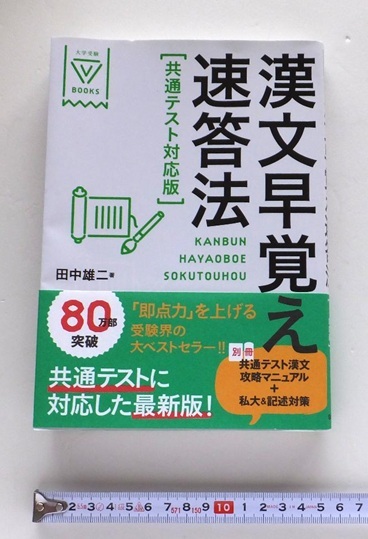 大学受験
V
BOOKS
漢文早覚え
速答法
[共通テスト対応版]
KANBUN
HAYAOBOE
SOKUTOUHOU
田中雄二 著
80万部
突破
「即点力」を上げる
受験界の
大ベストセラー!!
共通テストに
対応した最新版!
別冊
共通テスト漢文
攻略マニュアル
+
私大&記述対策
10